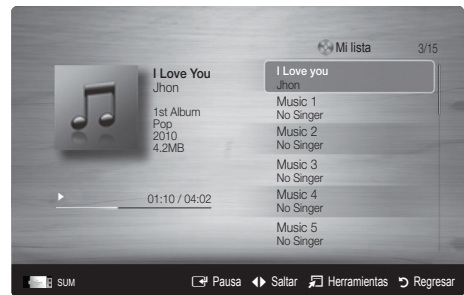 Mi lista 3/15
I Love You
Jhon
1st Album
Pop
2010
4.2MB
01:10 / 04:02
I Love you
Jhon
Music 1
No Singer
Music 2
No Singer
Music 3
No Singer
Music 4
No Singer
Music 5
No Singer
SUM Pausa Saltar Herramientas Regresar